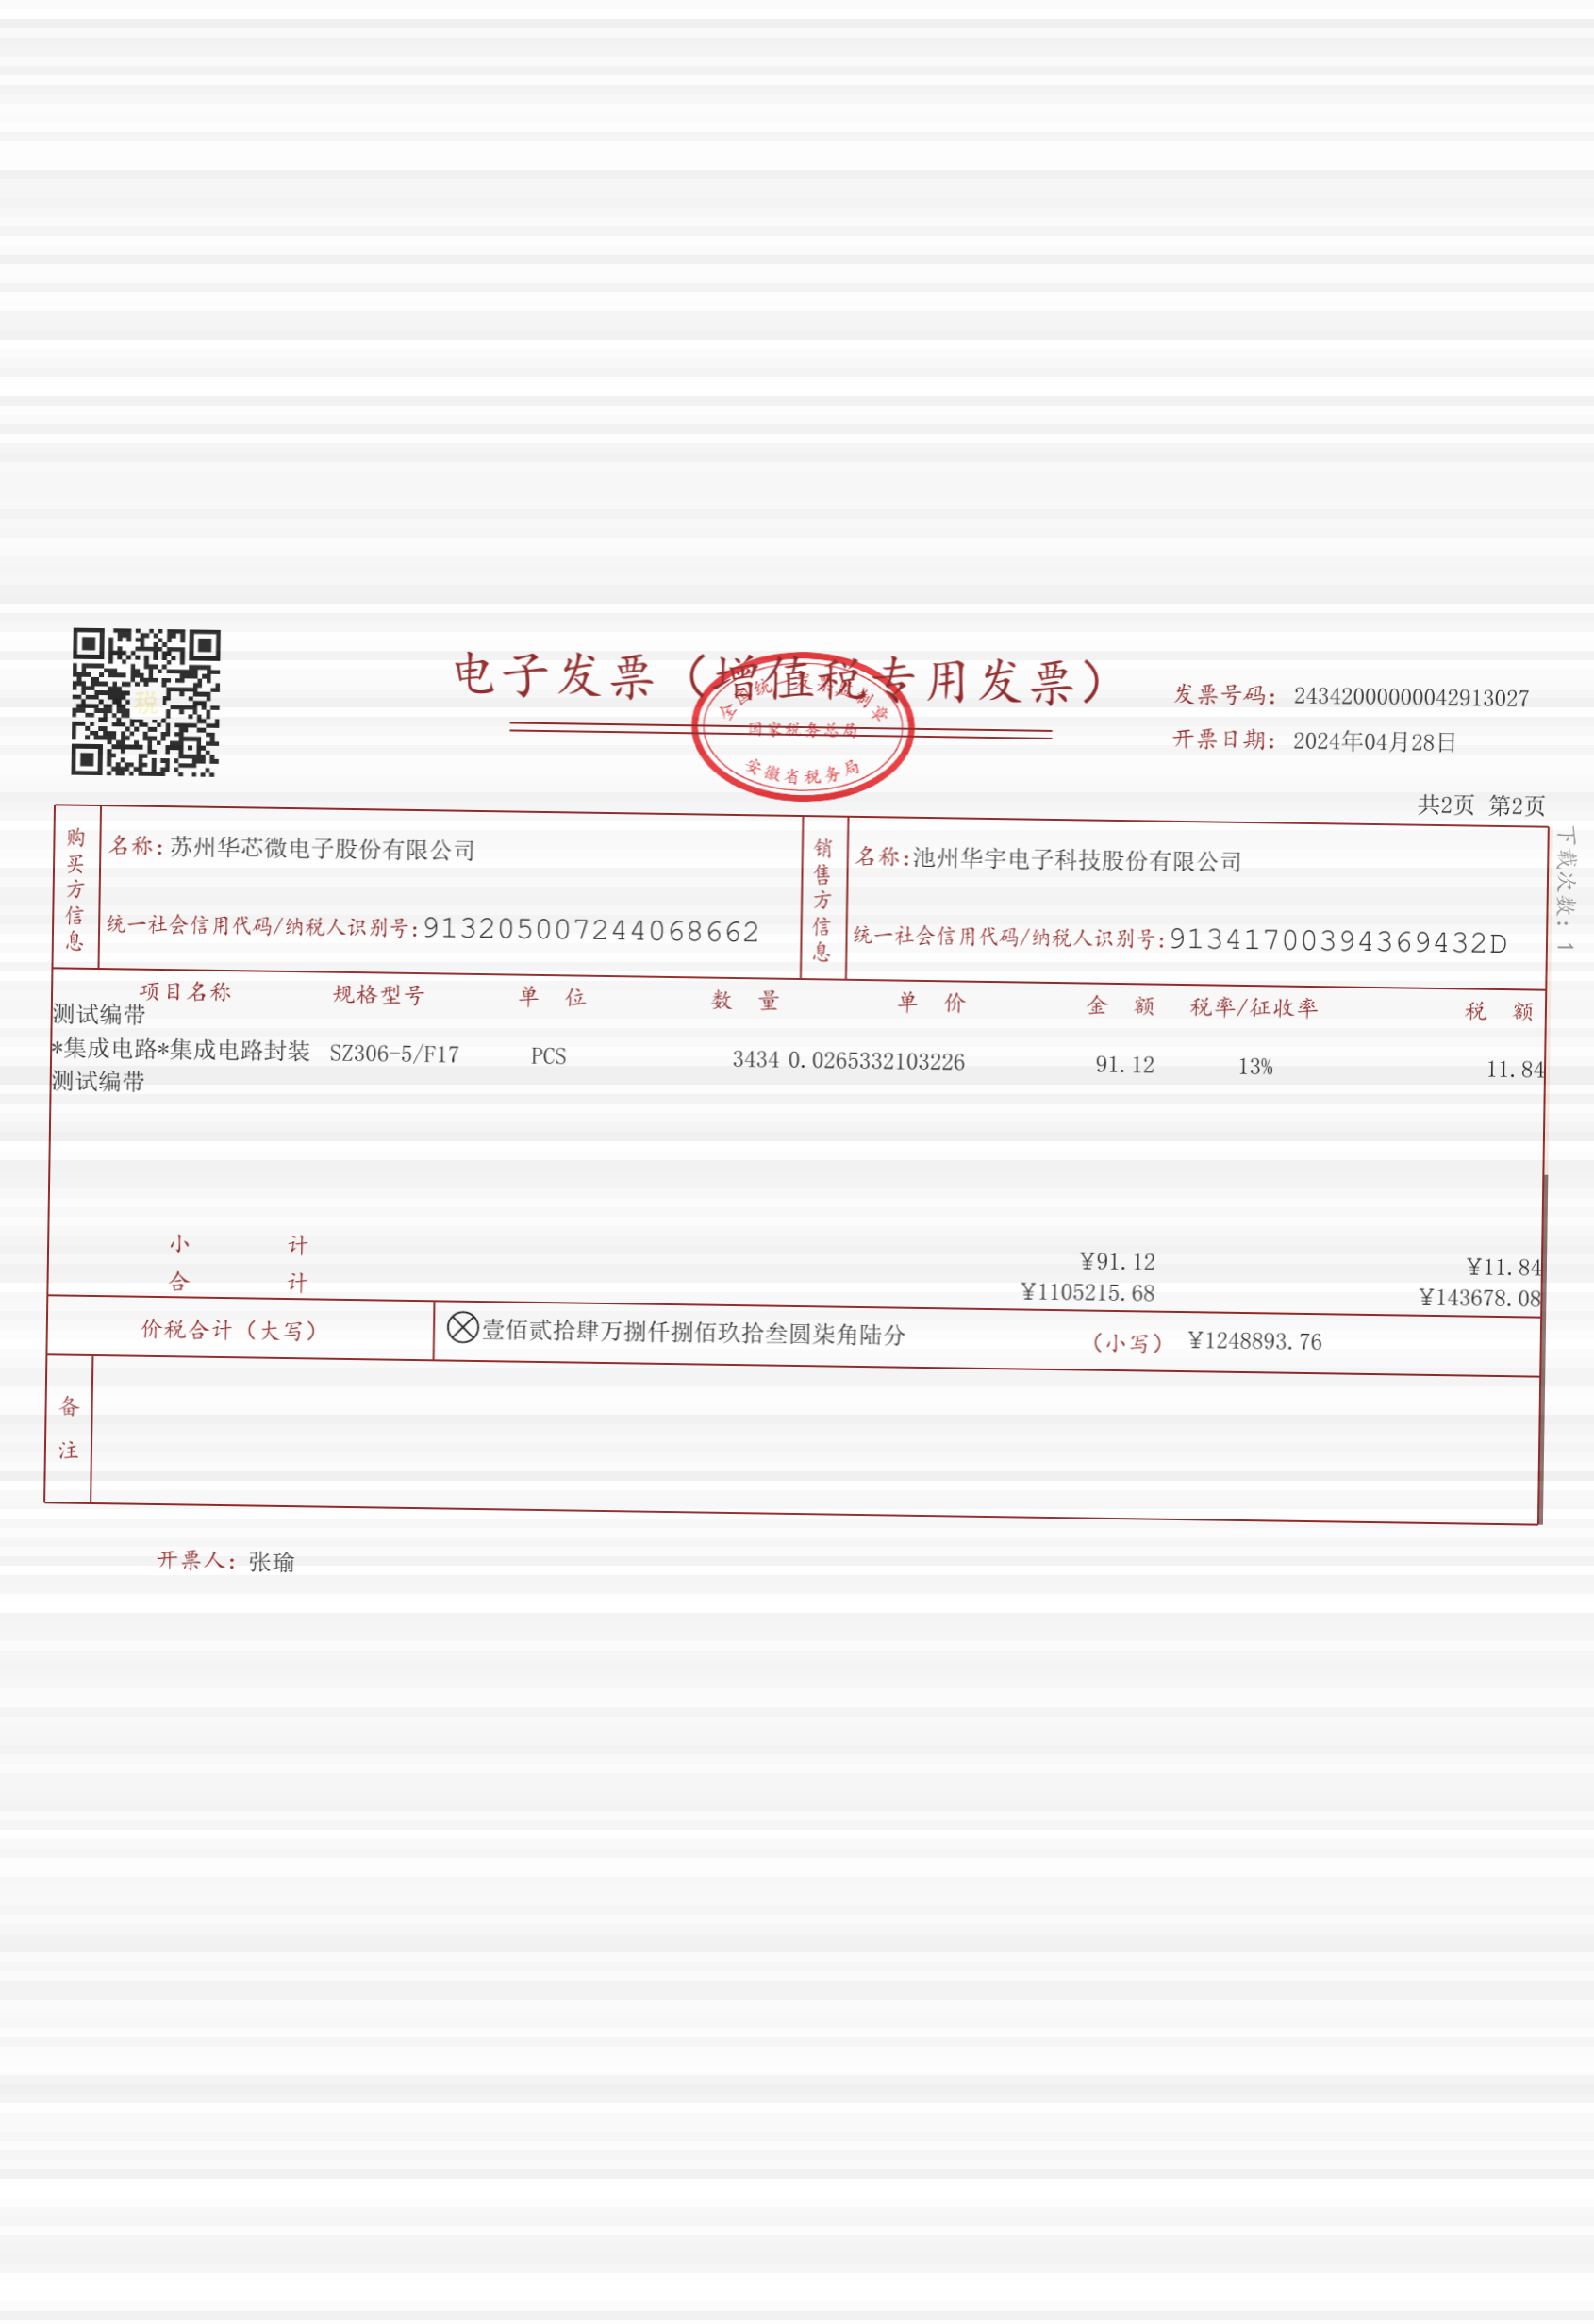 电子发票（增值税专用发票）
全国统一发票监制章
国家税务总局
安徽省税务局
税
发票号码：24342000000042913027
开票日期：2024年04月28日
共2页 第2页
下载次数：1
购买方信息
名称：苏州华芯微电子股份有限公司
统一社会信用代码/纳税人识别号：913205007244068662
销售方信息
名称：池州华宇电子科技股份有限公司
统一社会信用代码/纳税人识别号：91341700394369432D
项目名称 规格型号 单 位 数 量 单 价 金 额 税率/征收率 税 额
测试编带
*集成电路*集成电路封装 SZ306-5/F17 PCS 3434 0.0265332103226 91.12 13% 11.84
测试编带
小 计 ¥91.12 ¥11.84
合 计 ¥1105215.68 ¥143678.08
价税合计（大写） 壹佰贰拾肆万捌仟捌佰玖拾叁圆柒角陆分 （小写） ¥1248893.76
备注
开票人：张瑜